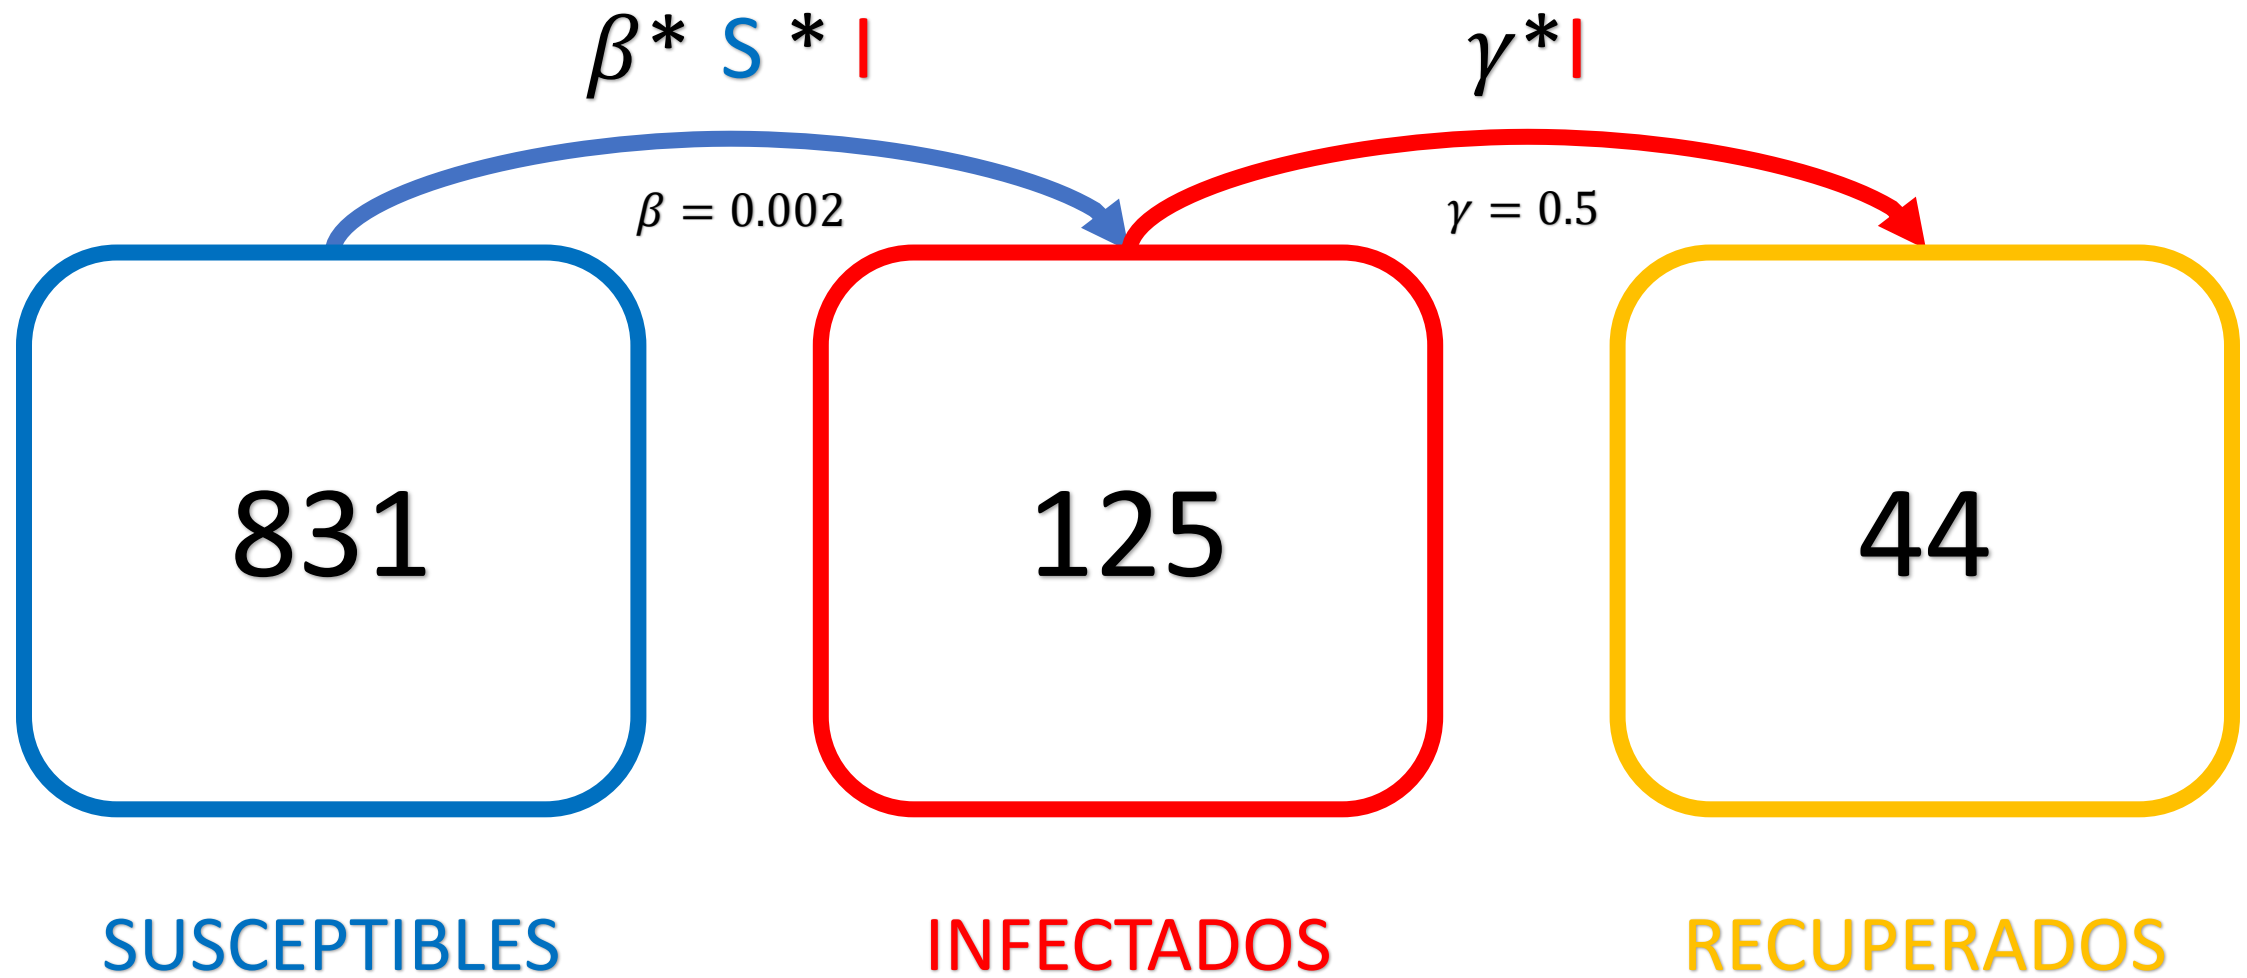 β* S * I
γ*I
β = 0.002
γ = 0.5
831
125
44
SUSCEPTIBLES
INFECTADOS
RECUPERADOS